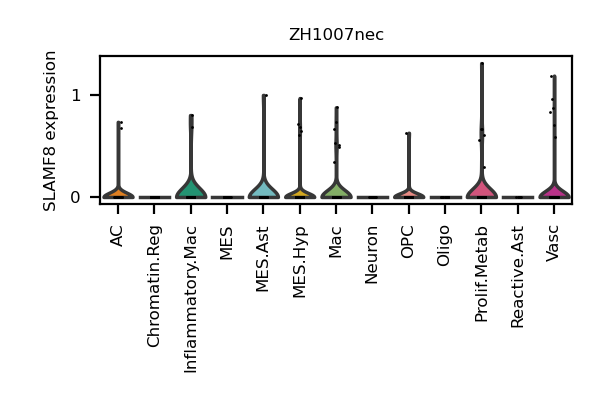 ZH1007nec
SLAMF8 expression
1
0
AC
Chromatin.Reg
Inflammatory.Mac
MES
MES.Ast
MES.Hyp
Mac
Neuron
OPC
Oligo
Prolif.Metab
Reactive.Ast
Vasc